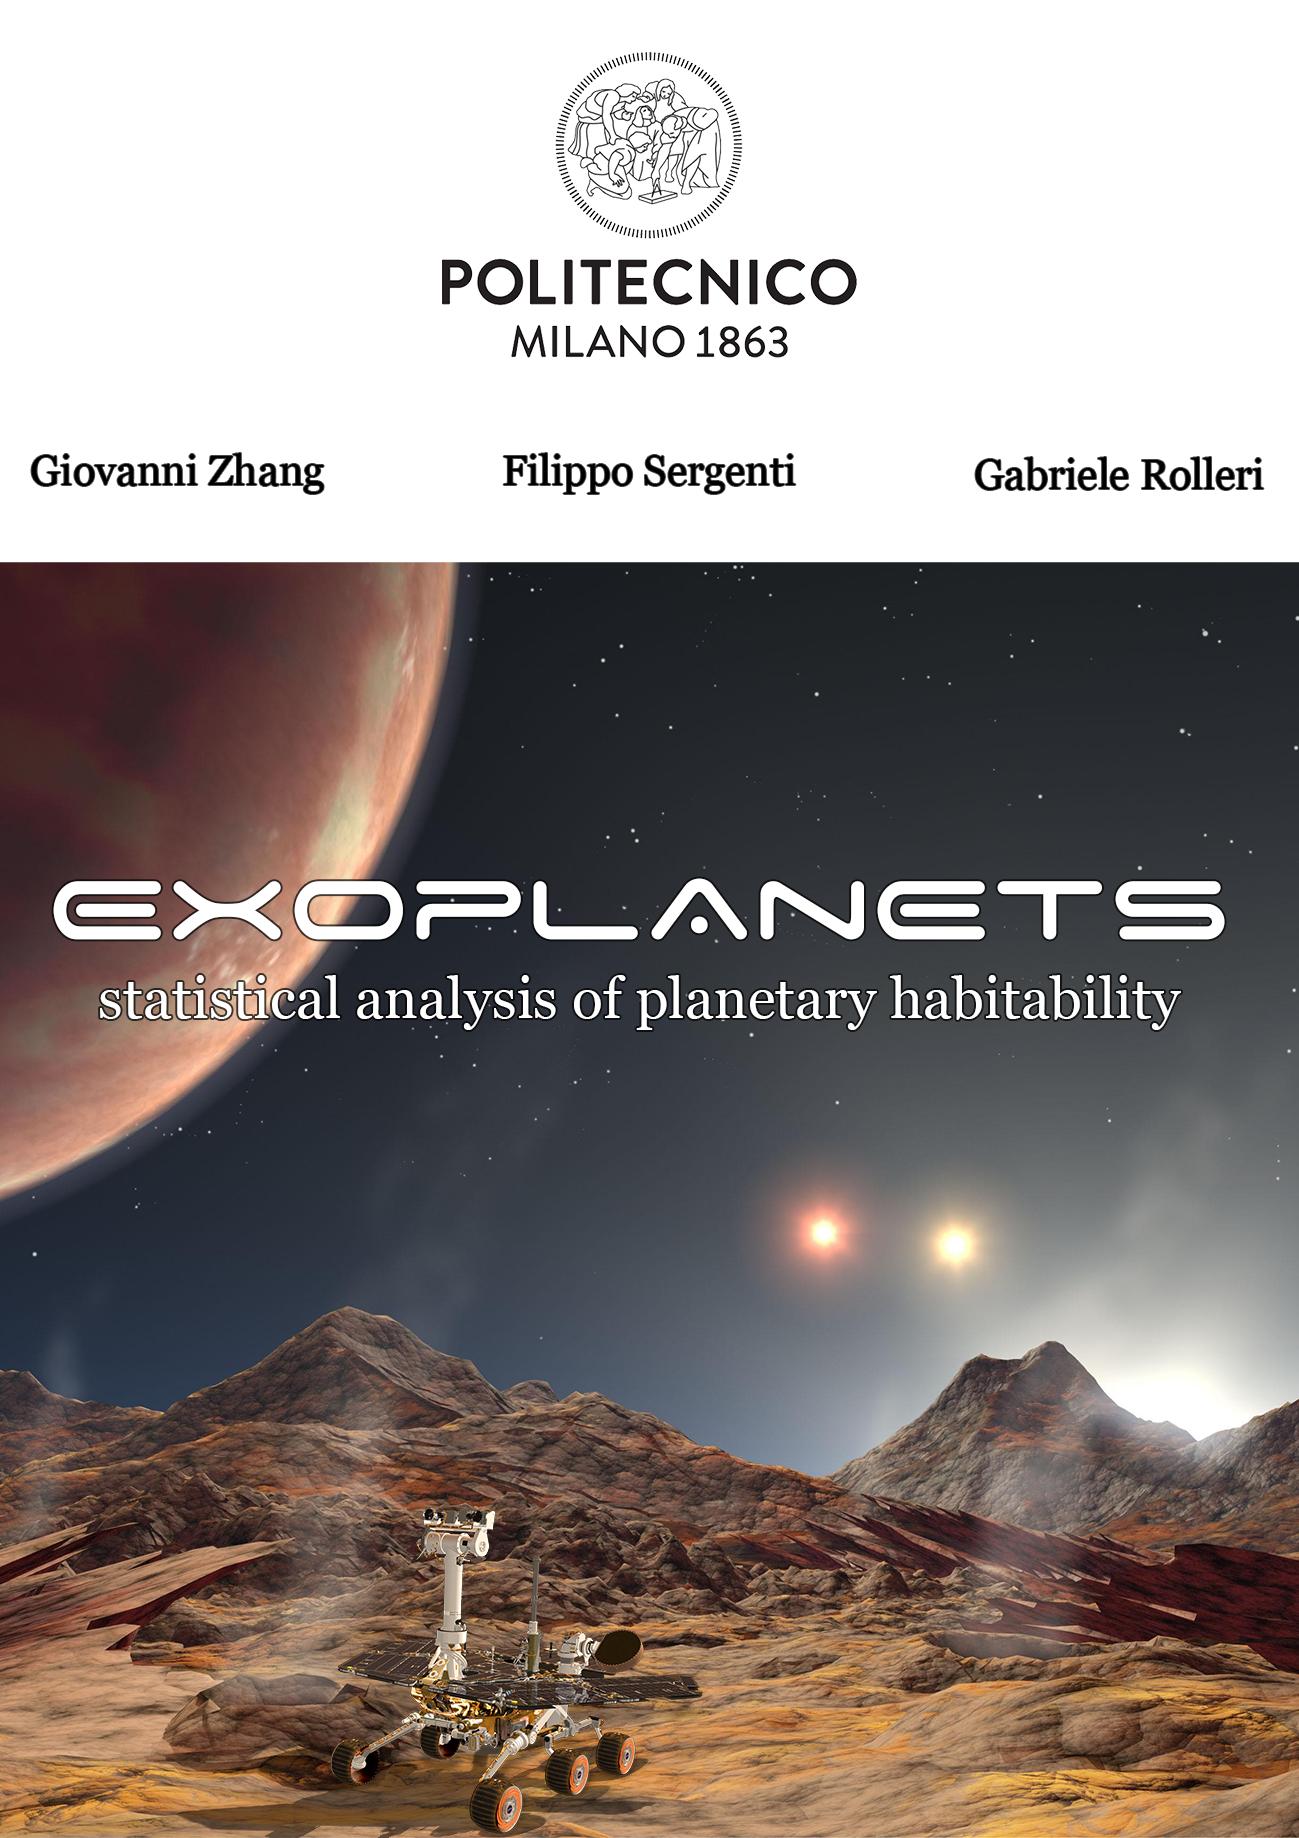 POLITECNICO
MILANO 1863
Giovanni Zhang Filippo Sergenti Gabriele Rolleri
EXOPLANETS
statistical analysis of planetary habitability